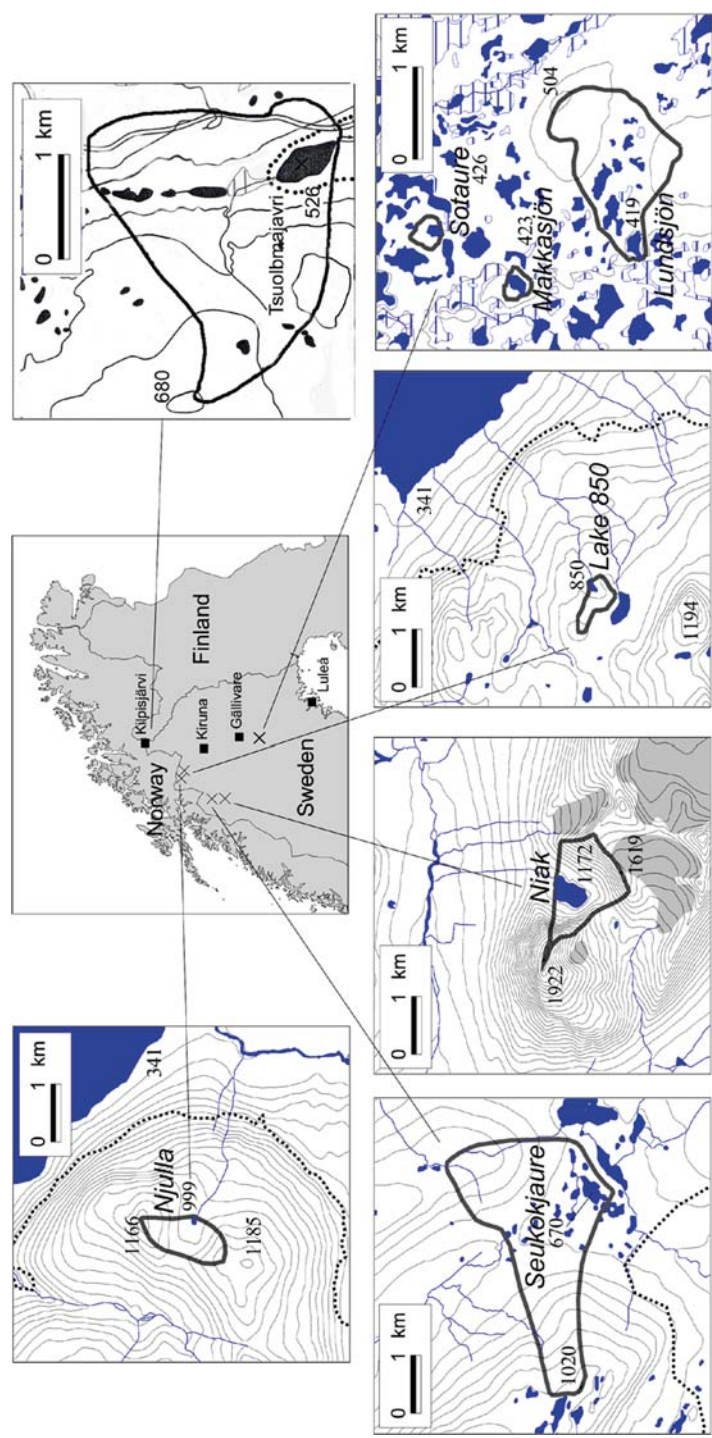 Njulla
1166
999
1185
341
0 1 km
Norway
Finland
Sweden
Kilpisjärvi
Kiruna
Gällivare
Luleå
Tsuolbmajavri
680
526
0 1 km
Seukokjaure
1020
670
0 1 km
Niak
1922
1172
1619
0 1 km
Lake 850
850
341
1194
0 1 km
Sotaure
426
423
Makkasjön
504
419
Lundsjön
0 1 km